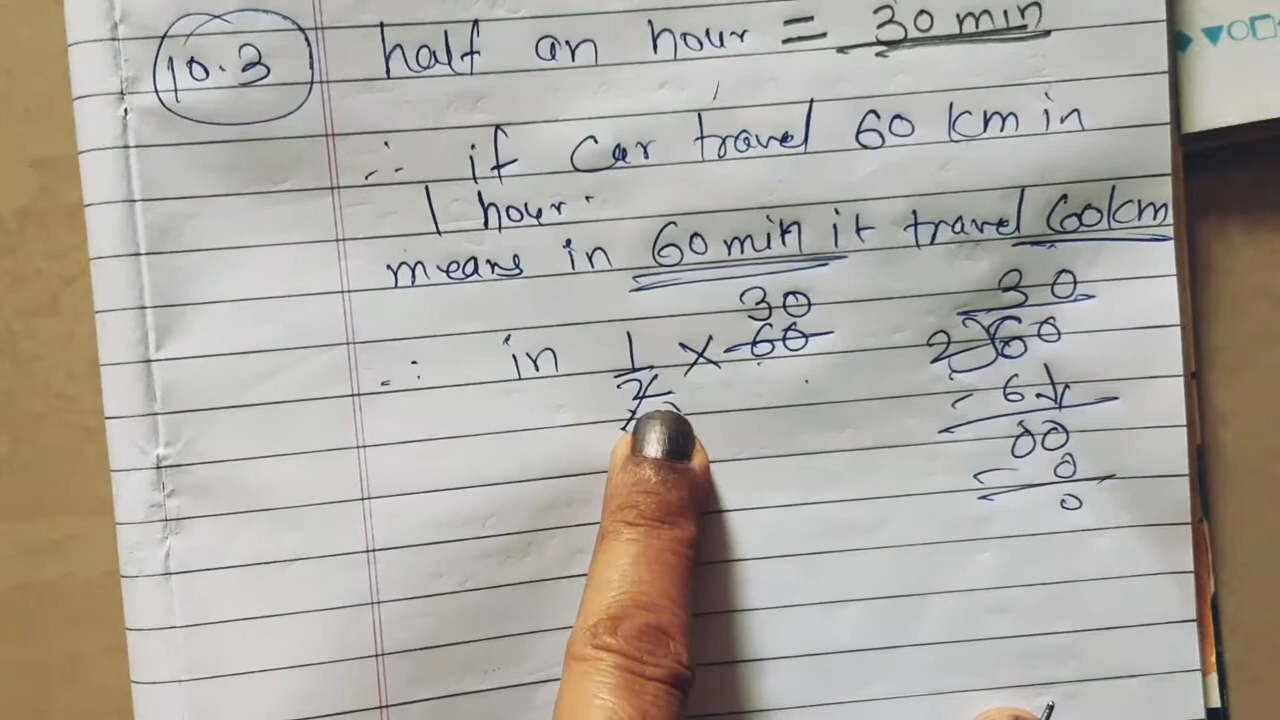 10.3 half an hour = 30 min
∴ if Car travel 60 km in
1 hour.
means in 60 min it travel 60km
30 30
∴ in 1/2 × 60 2)60
- 6
00
- 0
0